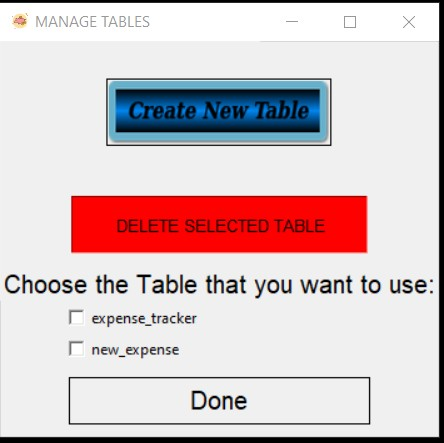 MANAGE TABLES
Create New Table
DELETE SELECTED TABLE
Choose the Table that you want to use:
expense_tracker
new_expense
Done